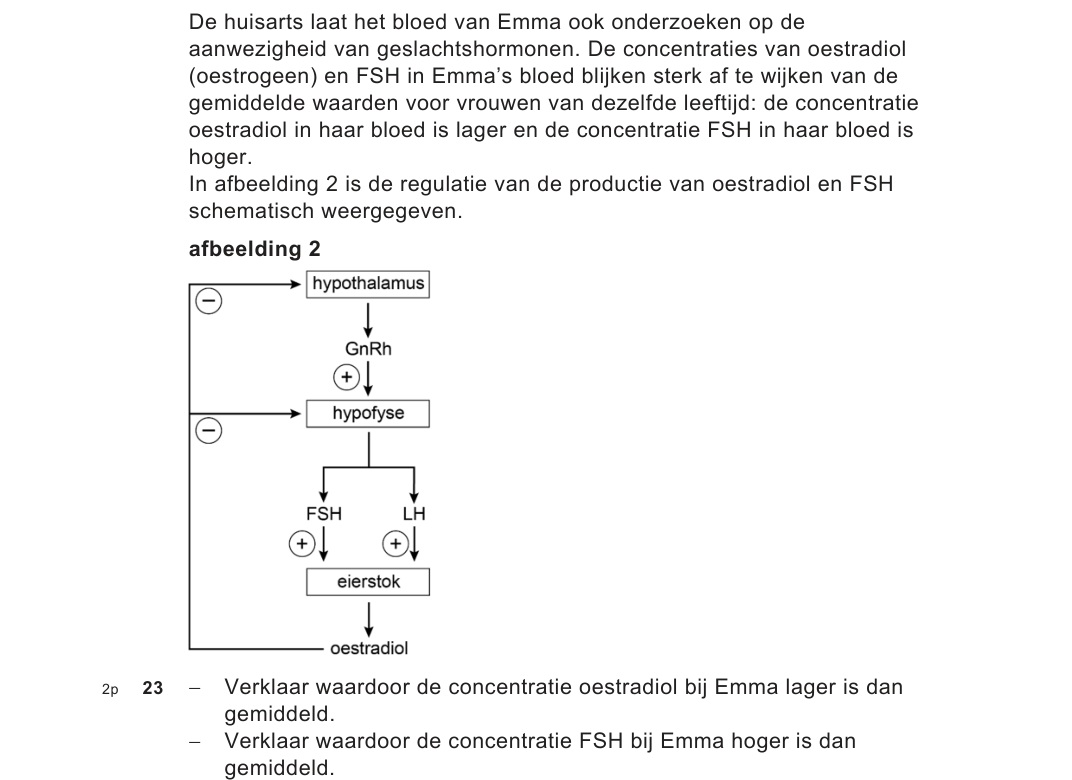 De huisarts laat het bloed van Emma ook onderzoeken op de
aanwezigheid van geslachtshormonen. De concentraties van oestradiol
(oestrogeen) en FSH in Emma's bloed blijken sterk af te wijken van de
gemiddelde waarden voor vrouwen van dezelfde leeftijd: de concentratie
oestradiol in haar bloed is lager en de concentratie FSH in haar bloed is
hoger.
In afbeelding 2 is de regulatie van de productie van oestradiol en FSH
schematisch weergegeven.
afbeelding 2
hypothalamus
−
GnRh
+
hypofyse
−
FSH LH
+ +
eierstok
oestradiol
2p 23 – Verklaar waardoor de concentratie oestradiol bij Emma lager is dan
gemiddeld.
– Verklaar waardoor de concentratie FSH bij Emma hoger is dan
gemiddeld.